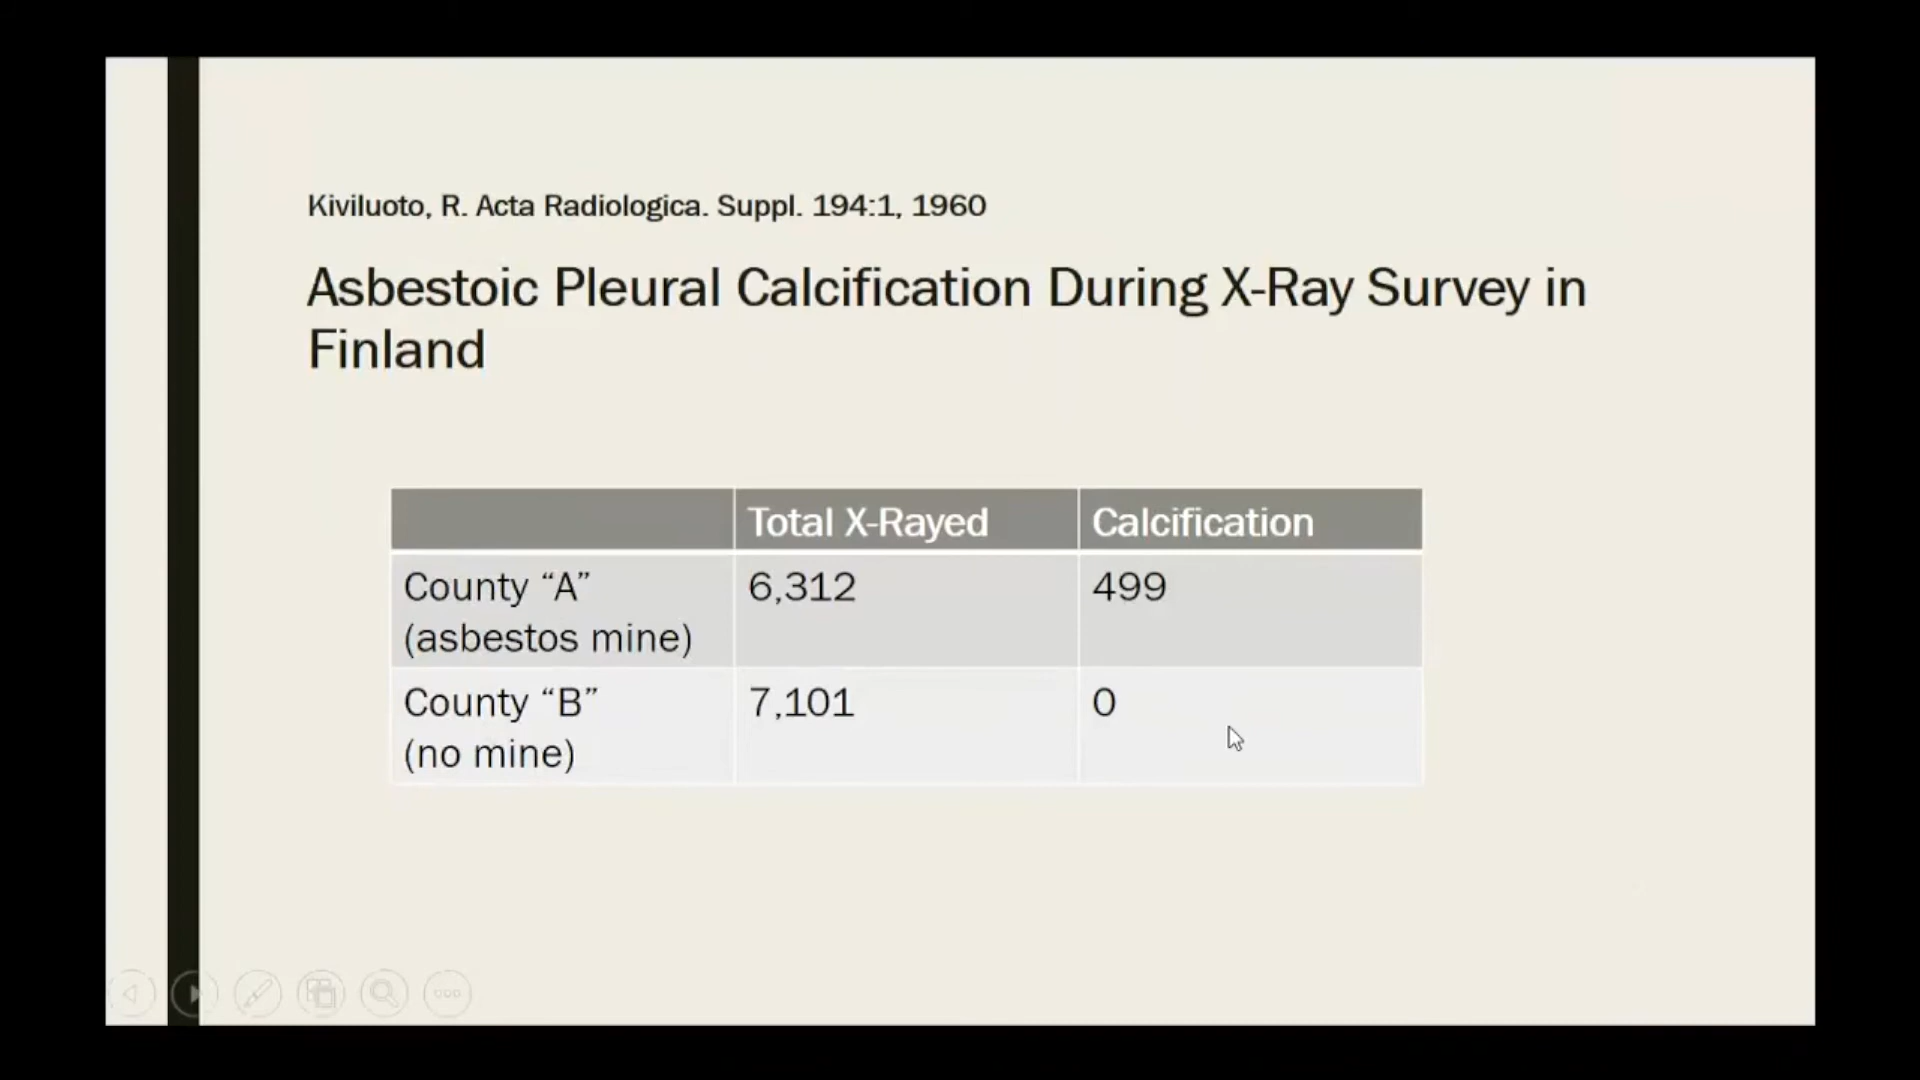 Kiviluoto, R. Acta Radiologica. Suppl. 194:1, 1960
Asbestoic Pleural Calcification During X-Ray Survey in
Finland
Total X-Rayed
Calcification
County “A”
(asbestos mine)
6,312
499
County “B”
(no mine)
7,101
0